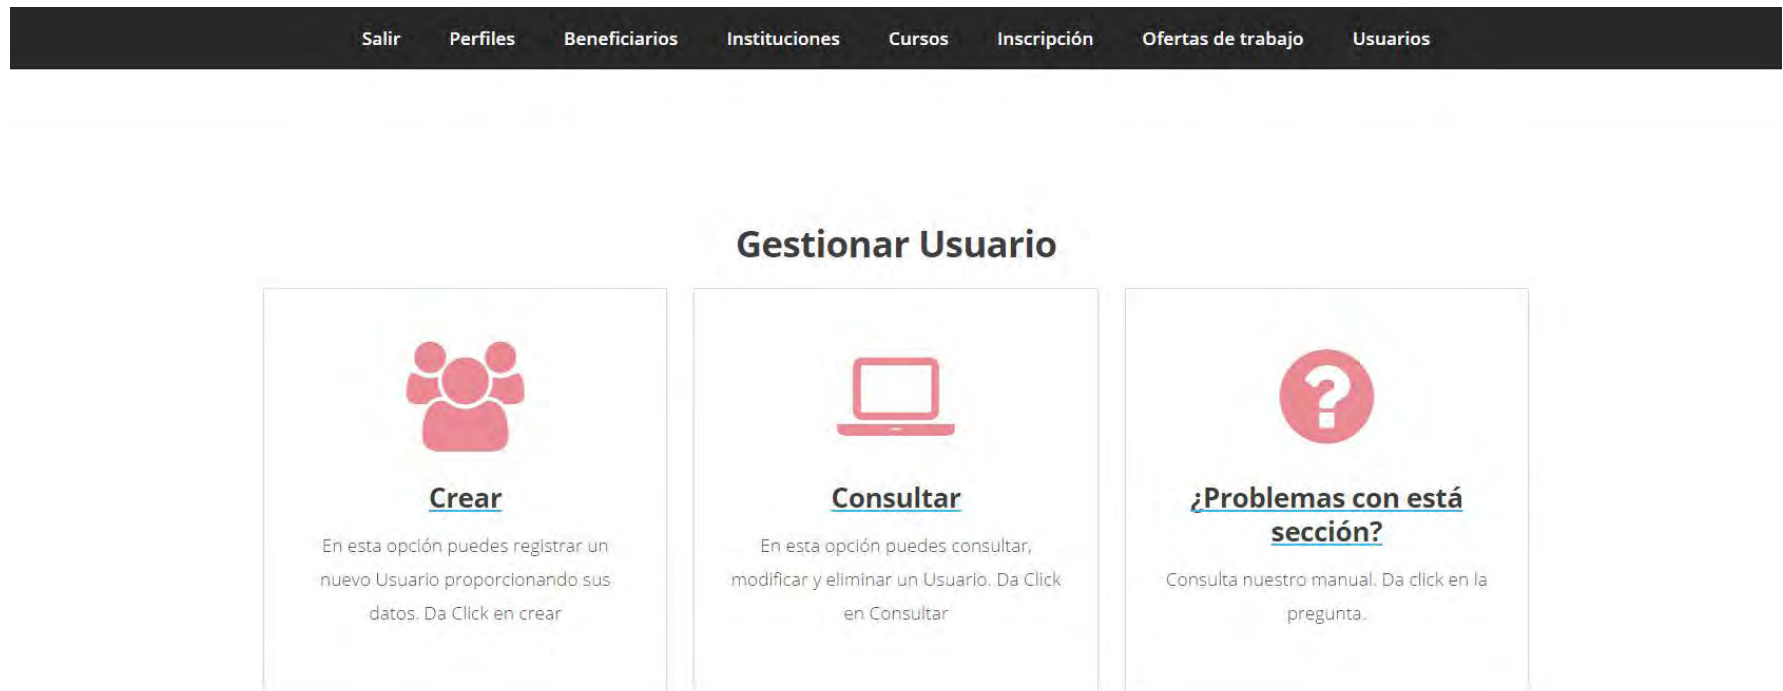 Salir Perfiles Beneficiarios Instituciones Cursos Inscripción Ofertas de trabajo Usuarios
Gestionar Usuario
Crear
En esta opción puedes registrar un
nuevo Usuario proporcionando sus
datos. Da Click en crear
Consultar
En esta opción puedes consultar,
modificar y eliminar un Usuario. Da Click
en Consultar
¿Problemas con está
sección?
Consulta nuestro manual. Da click en la
pregunta.